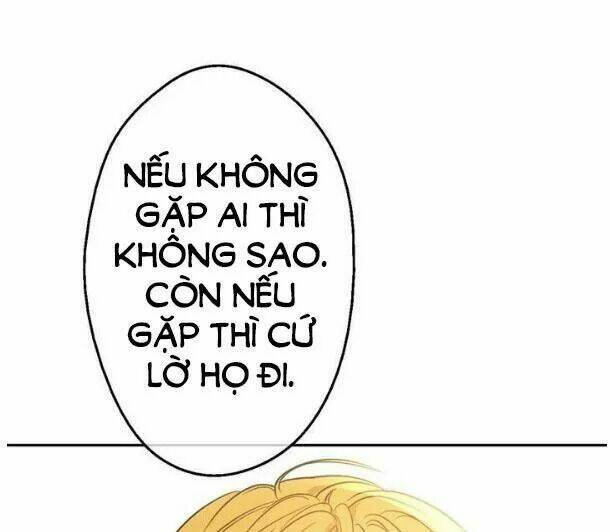 NẾU KHÔNG
GẶP AI THÌ
KHÔNG SAO.
CÒN NẾU
GẶP THÌ CỨ
LỜ HỌ ĐI.